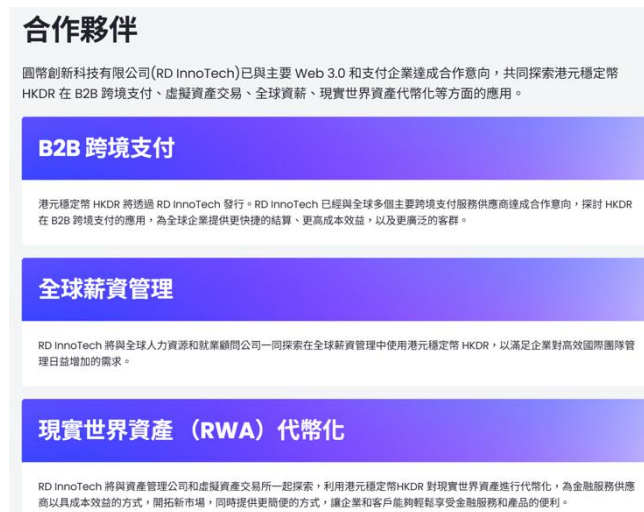 合作夥伴
圓幣創新科技有限公司(RD InnoTech)已與主要 Web 3.0 和支付企業達成合作意向，共同探索港元穩定幣
HKDR 在 B2B 跨境支付、虛擬資產交易、全球資薪、現實世界資產代幣化等方面的應用。
B2B 跨境支付
港元穩定幣 HKDR 將透過 RD InnoTech 發行。RD InnoTech 已經與全球多個主要跨境支付服務供應商達成合作意向，探討 HKDR
在 B2B 跨境支付的應用，為全球企業提供更快捷的結算、更高成本效益，以及更廣泛的客群。
全球薪資管理
RD InnoTech 將與全球人力資源和就業顧問公司一同探索在全球薪資管理中使用港元穩定幣 HKDR，以滿足企業對高效國際團隊管
理日益增加的需求。
現實世界資產 （RWA）代幣化
RD InnoTech 將與資產管理公司和虛擬資產交易所一起探索，利用港元穩定幣HKDR 對現實世界資產進行代幣化，為金融服務供應
商以具成本效益的方式，開拓新市場，同時提供更簡便的方式，讓企業和客戶能夠輕鬆享受金融服務和產品的便利。